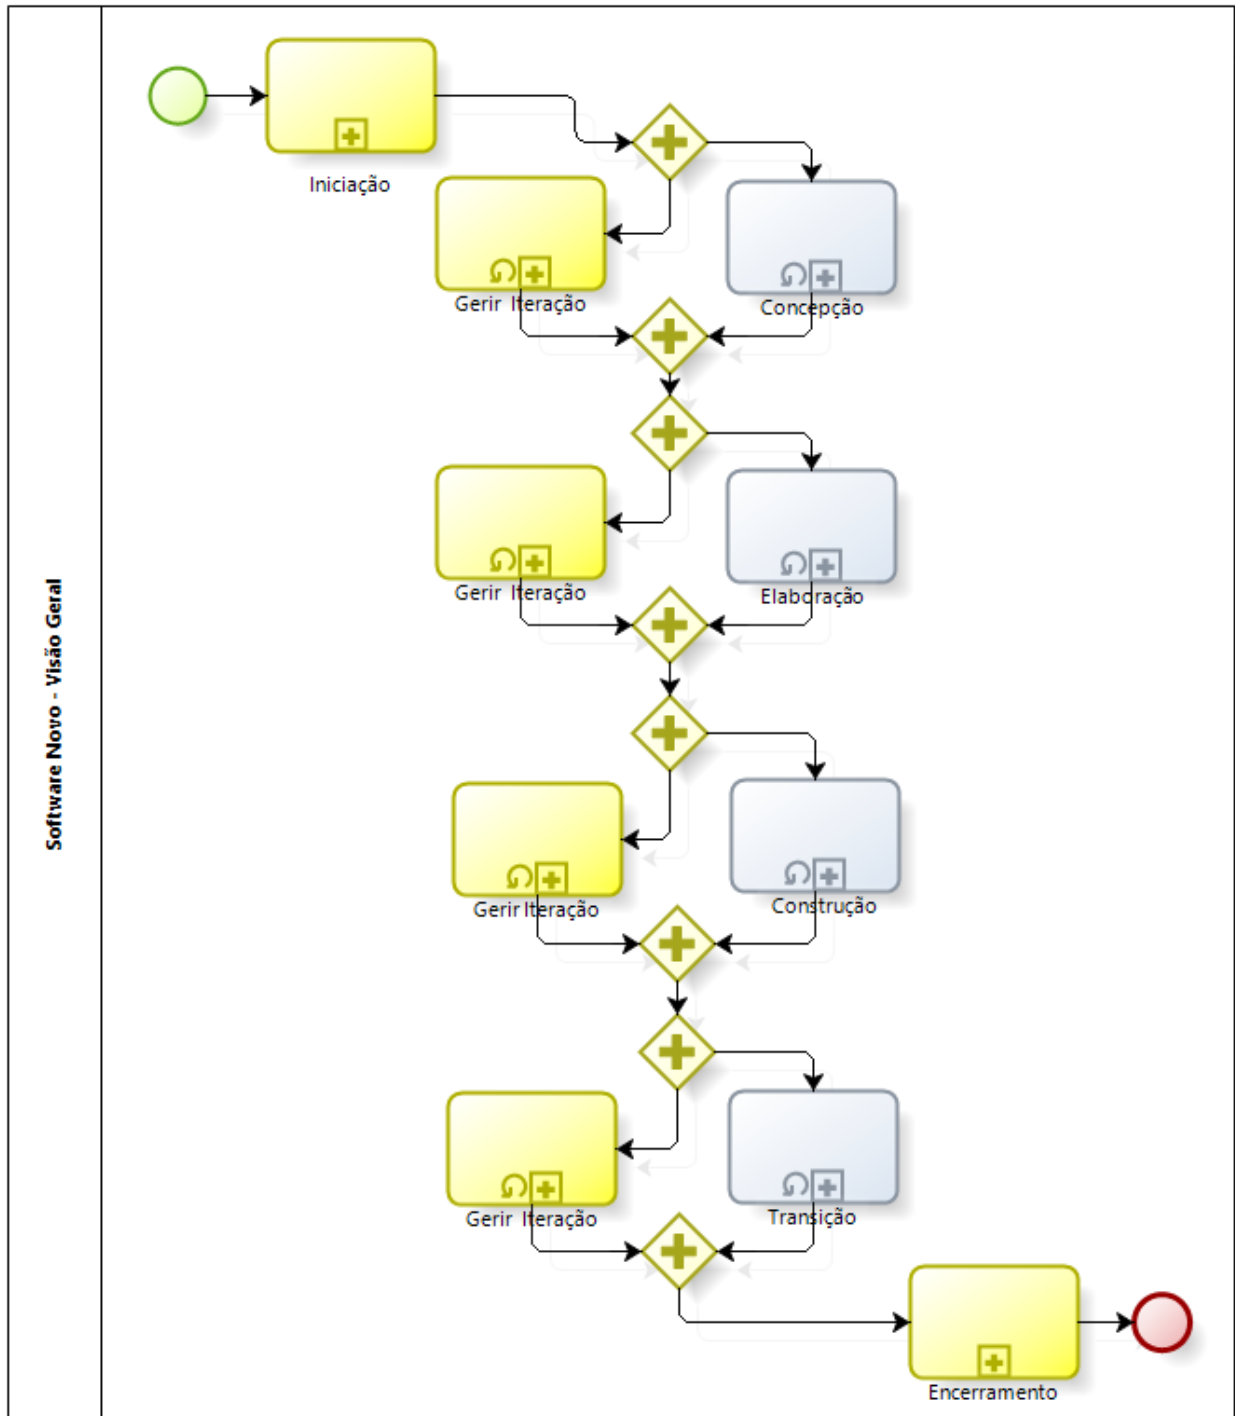 Software Novo - Visão Geral
Iniciação
Gerir Iteração
Concepção
Gerir Iteração
Elaboração
Gerir Iteração
Construção
Gerir Iteração
Transição
Encerramento